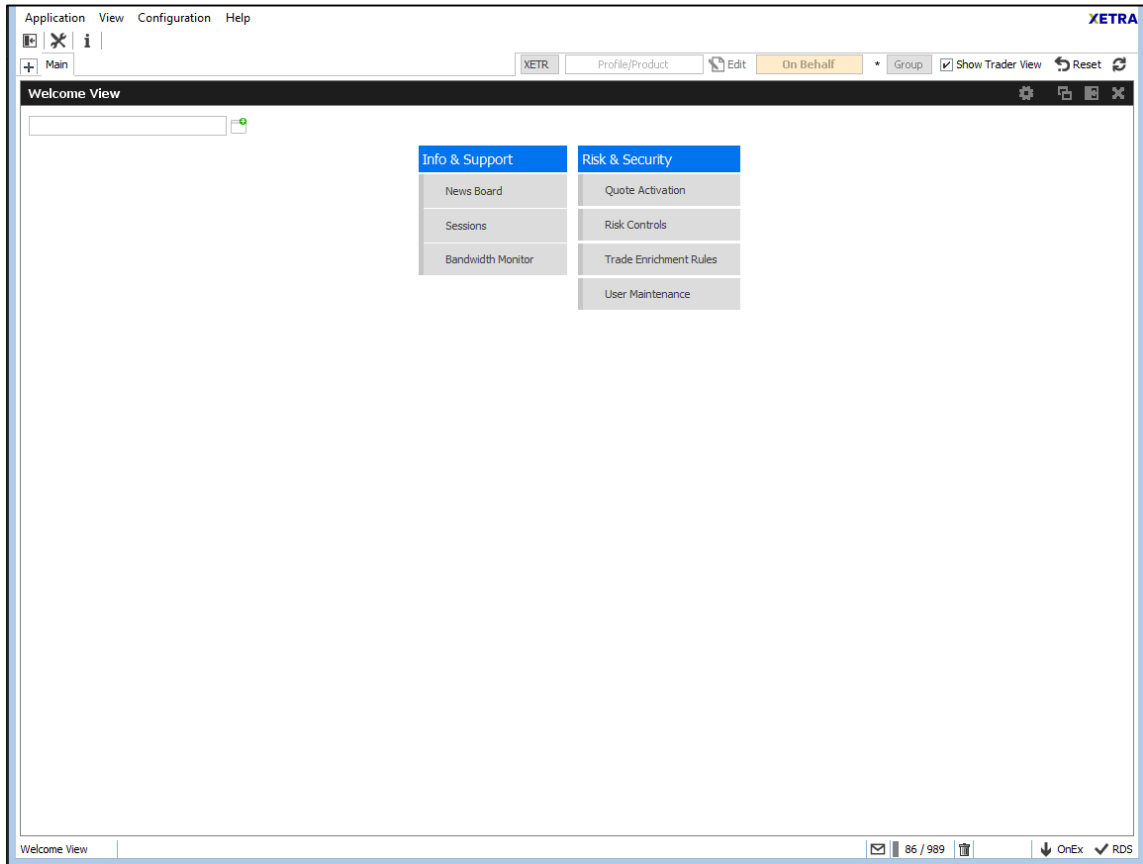 Application View Configuration Help
XETRA
i
+ Main XETR Profile/Product Edit On Behalf * Group Show Trader View Reset
Welcome View
Info & Support
News Board
Sessions
Bandwidth Monitor
Risk & Security
Quote Activation
Risk Controls
Trade Enrichment Rules
User Maintenance
Welcome View 86 / 989 OnEx RDS